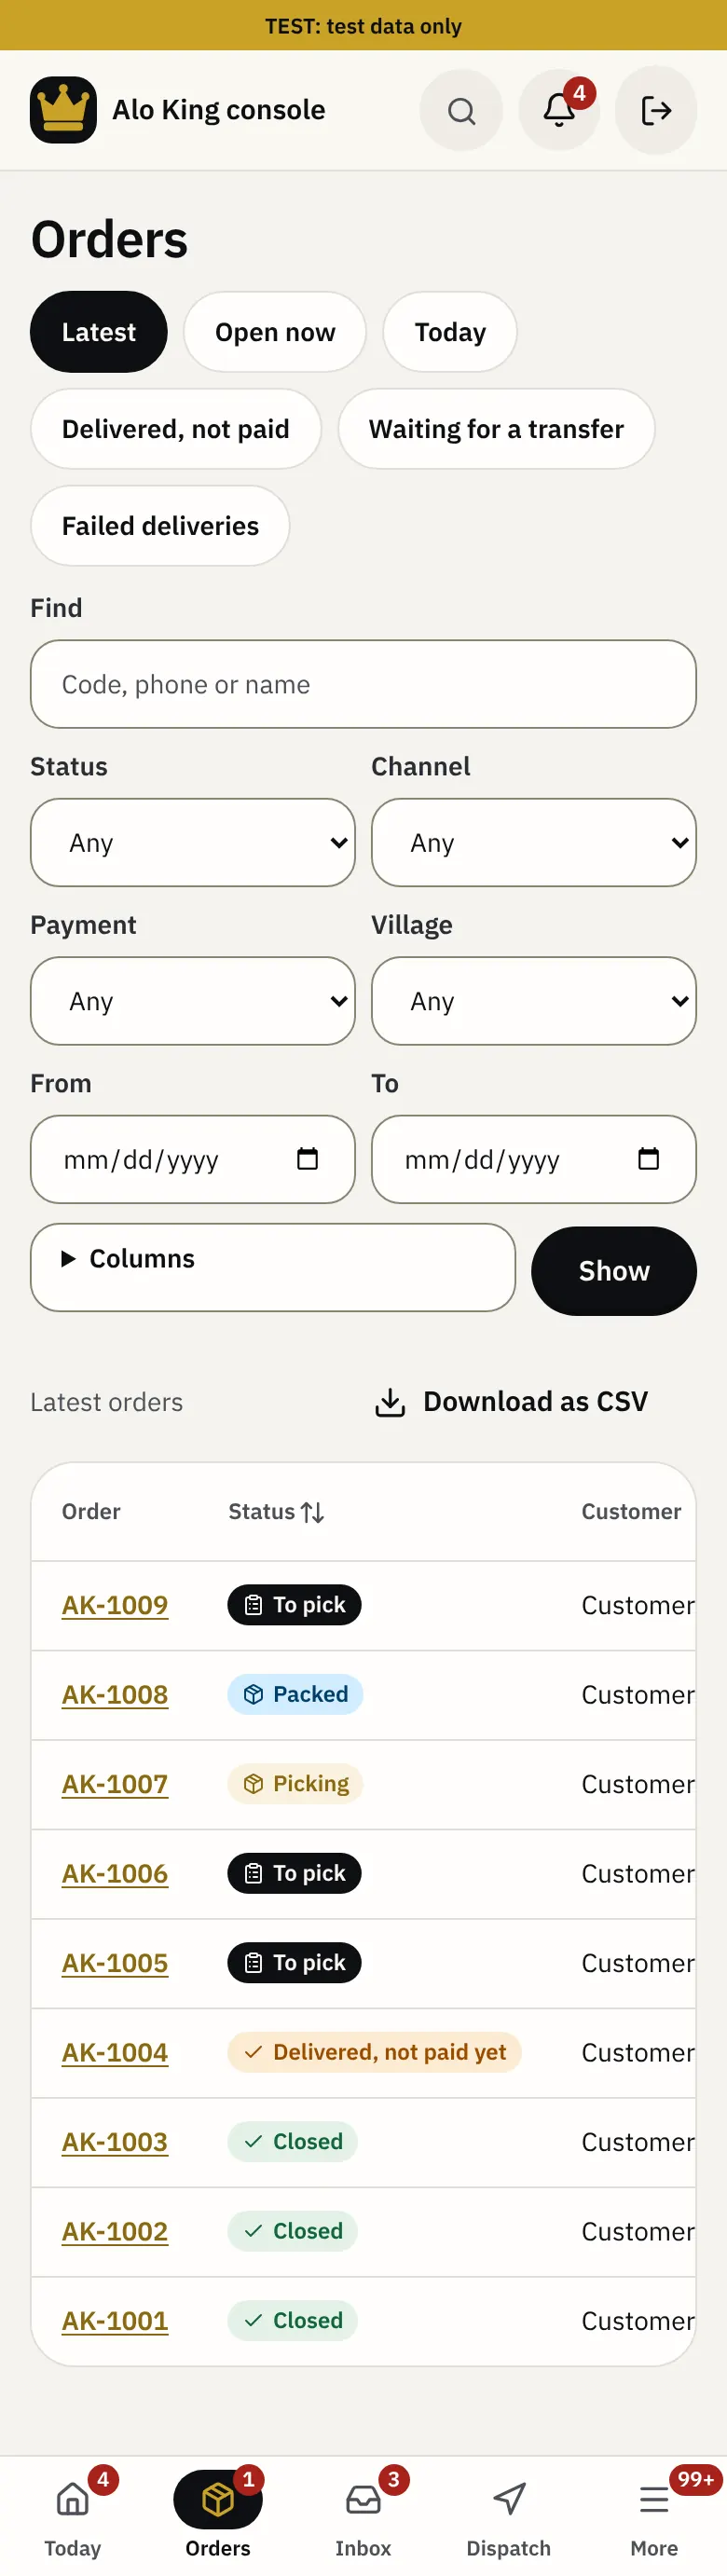 TEST: test data only
Alo King console
4
Orders
Latest
Open now
Today
Delivered, not paid
Waiting for a transfer
Failed deliveries
Find
Code, phone or name
Status
Channel
Any
Any
Payment
Village
Any
Any
From
To
mm/dd/yyyy
mm/dd/yyyy
Columns
Show
Latest orders
Download as CSV
Order Status Customer
AK-1009 To pick Customer
AK-1008 Packed Customer
AK-1007 Picking Customer
AK-1006 To pick Customer
AK-1005 To pick Customer
AK-1004 Delivered, not paid yet Customer
AK-1003 Closed Customer
AK-1002 Closed Customer
AK-1001 Closed Customer
4
1
3
99+
Today
Orders
Inbox
Dispatch
More